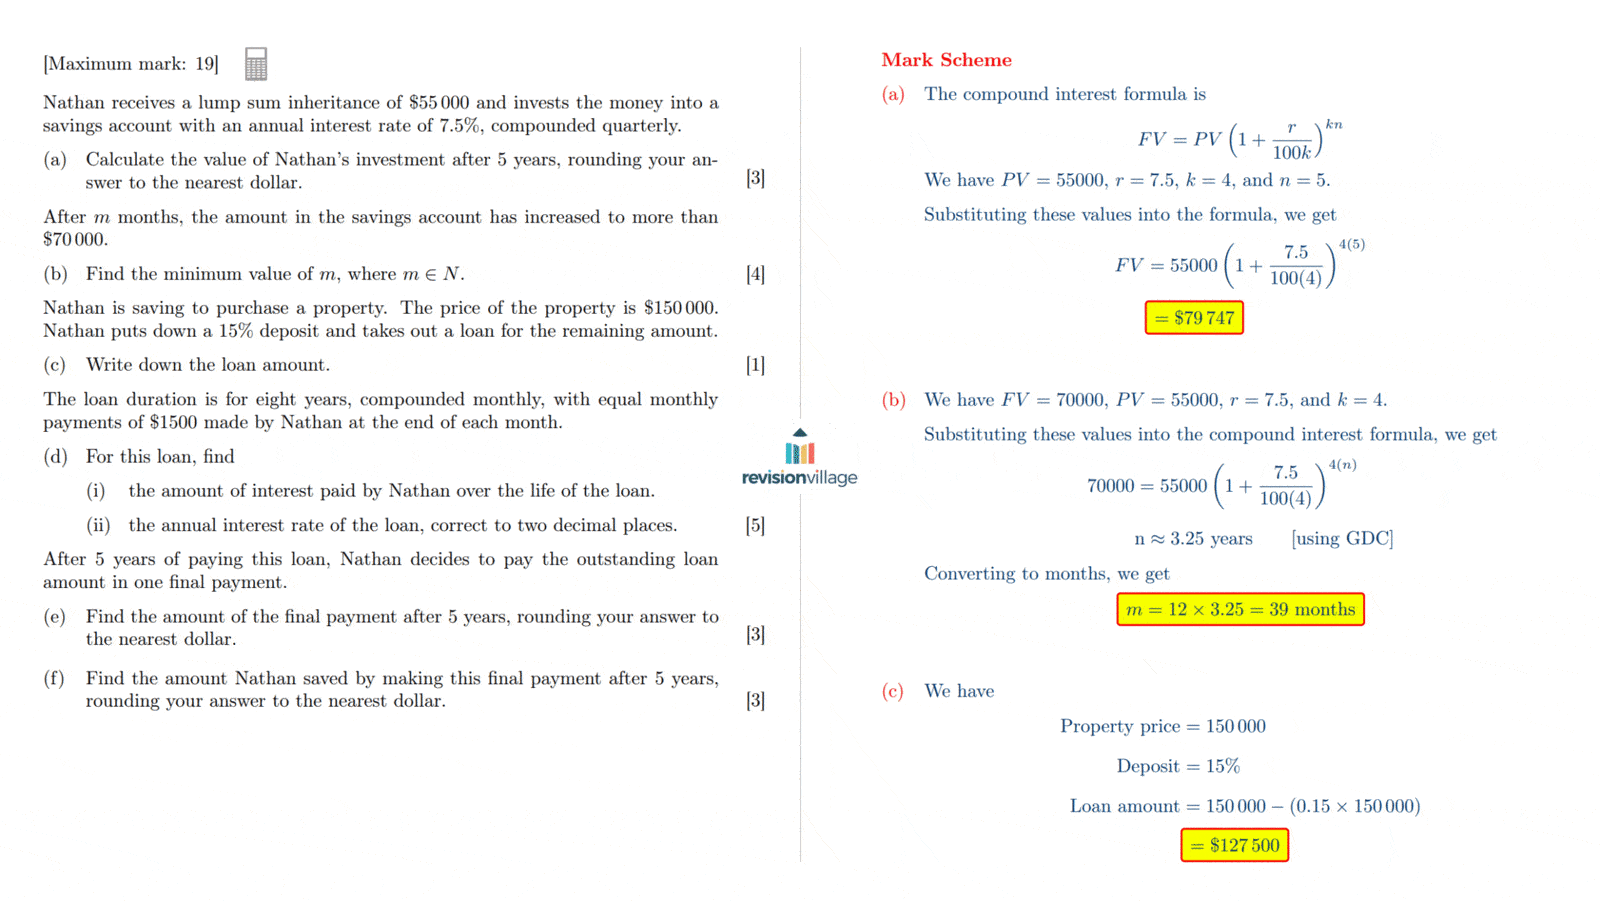 [Maximum mark: 19]
Nathan receives a lump sum inheritance of $55 000 and invests the money into a
savings account with an annual interest rate of 7.5%, compounded quarterly.
(a) Calculate the value of Nathan's investment after 5 years, rounding your an-
swer to the nearest dollar. [3]
After m months, the amount in the savings account has increased to more than
$70 000.
(b) Find the minimum value of m, where m ∈ N. [4]
Nathan is saving to purchase a property. The price of the property is $150 000.
Nathan puts down a 15% deposit and takes out a loan for the remaining amount.
(c) Write down the loan amount. [1]
The loan duration is for eight years, compounded monthly, with equal monthly
payments of $1500 made by Nathan at the end of each month.
(d) For this loan, find
(i) the amount of interest paid by Nathan over the life of the loan.
(ii) the annual interest rate of the loan, correct to two decimal places. [5]
After 5 years of paying this loan, Nathan decides to pay the outstanding loan
amount in one final payment.
(e) Find the amount of the final payment after 5 years, rounding your answer to
the nearest dollar. [3]
(f) Find the amount Nathan saved by making this final payment after 5 years,
rounding your answer to the nearest dollar. [3]
revisionvillage
Mark Scheme
(a) The compound interest formula is
FV = PV (1 + r/100k)^kn
We have PV = 55000, r = 7.5, k = 4, and n = 5.
Substituting these values into the formula, we get
FV = 55000 (1 + 7.5/100(4))^4(5)
= $79 747
(b) We have FV = 70000, PV = 55000, r = 7.5, and k = 4.
Substituting these values into the compound interest formula, we get
70000 = 55000 (1 + 7.5/100(4))^4(n)
n ≈ 3.25 years [using GDC]
Converting to months, we get
m = 12 × 3.25 = 39 months
(c) We have
Property price = 150 000
Deposit = 15%
Loan amount = 150 000 − (0.15 × 150 000)
= $127 500